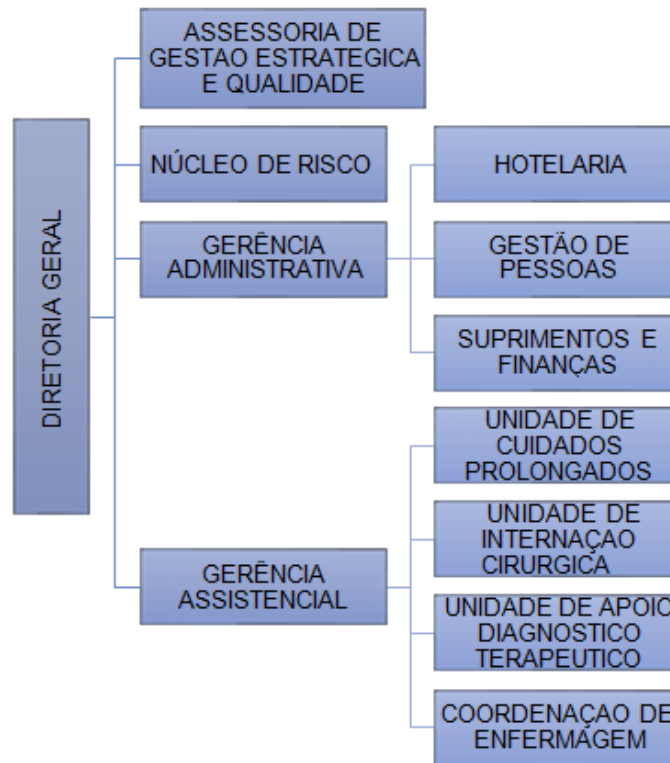 ASSESSORIA DE
GESTAO ESTRATEGICA
E QUALIDADE
DIRETORIA GERAL
NÚCLEO DE RISCO
HOTELARIA
GERÊNCIA
ADMINISTRATIVA
GESTÃO DE
PESSOAS
SUPRIMENTOS E
FINANÇAS
UNIDADE DE
CUIDADOS
PROLONGADOS
GERÊNCIA
ASSISTENCIAL
UNIDADE DE
INTERNAÇAO
CIRURGICA
UNIDADE DE APOIO
DIAGNOSTICO
TERAPEUTICO
COORDENAÇAO DE
ENFERMAGEM